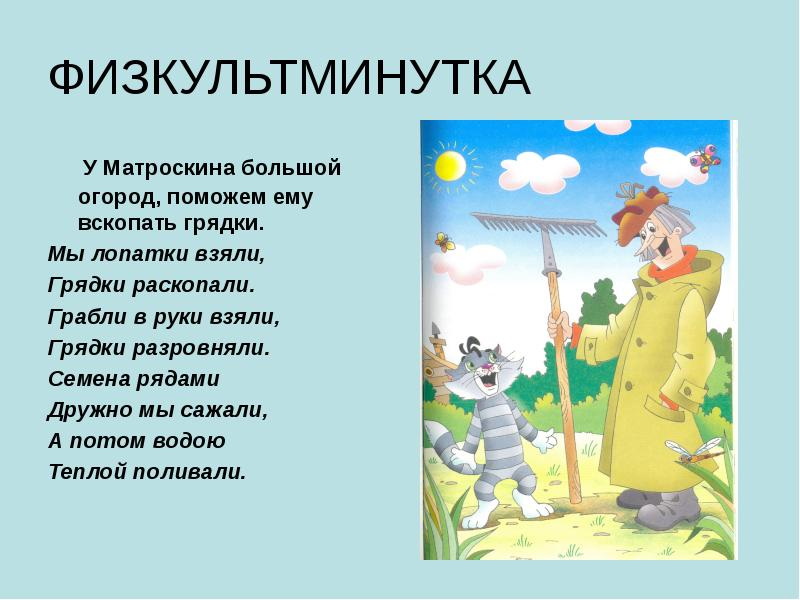 ФИЗКУЛЬТМИНУТКА
У Матроскина большой
огород, поможем ему
вскопать грядки.
Мы лопатки взяли,
Грядки раскопали.
Грабли в руки взяли,
Грядки разровняли.
Семена рядами
Дружно мы сажали,
А потом водою
Теплой поливали.